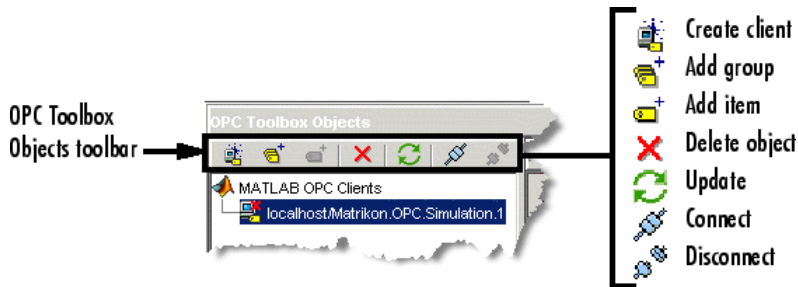 OPC Toolbox
Objects toolbar
OPC Toolbox Objects
MATLAB OPC Clients
localhost/Matrikon.OPC.Simulation.1
Create client
Add group
Add item
Delete object
Update
Connect
Disconnect